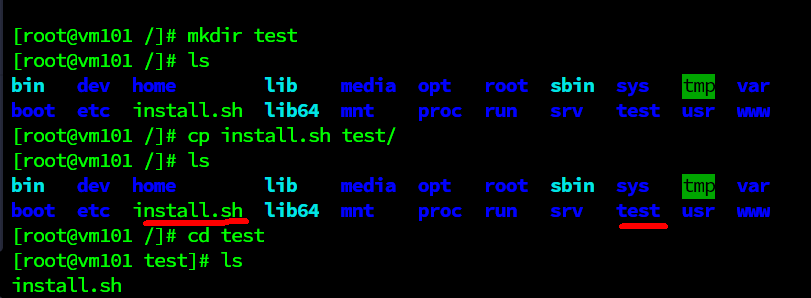 [root@vm101 /]# mkdir test
[root@vm101 /]# ls
bin dev home lib media opt root sbin sys tmp var
boot etc install.sh lib64 mnt proc run srv test usr www
[root@vm101 /]# cp install.sh test/
[root@vm101 /]# ls
bin dev home lib media opt root sbin sys tmp var
boot etc install.sh lib64 mnt proc run srv test usr www
[root@vm101 /]# cd test
[root@vm101 test]# ls
install.sh